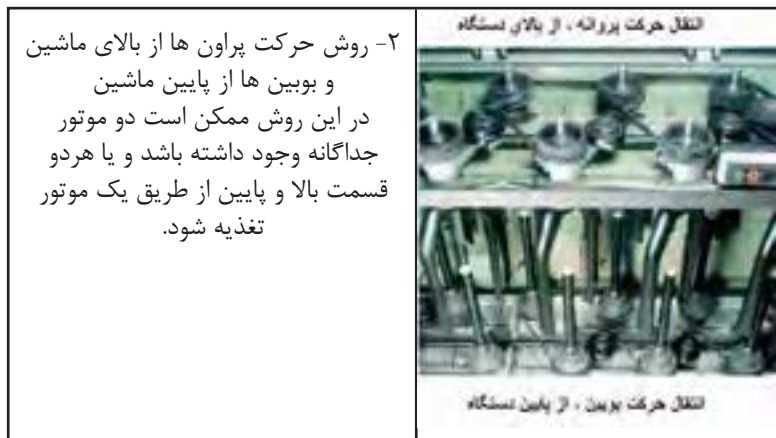 ۲- روش حرکت پراون ها از بالای ماشین
و بوبین ها از پایین ماشین
در این روش ممکن است دو موتور
جداگانه وجود داشته باشد و یا هردو
قسمت بالا و پایین از طریق یک موتور
تغذیه شود.
انتقال حرکت پروانه ، از بالای دستگاه
انتقال حرکت بوبین ، از پایین دستگاه